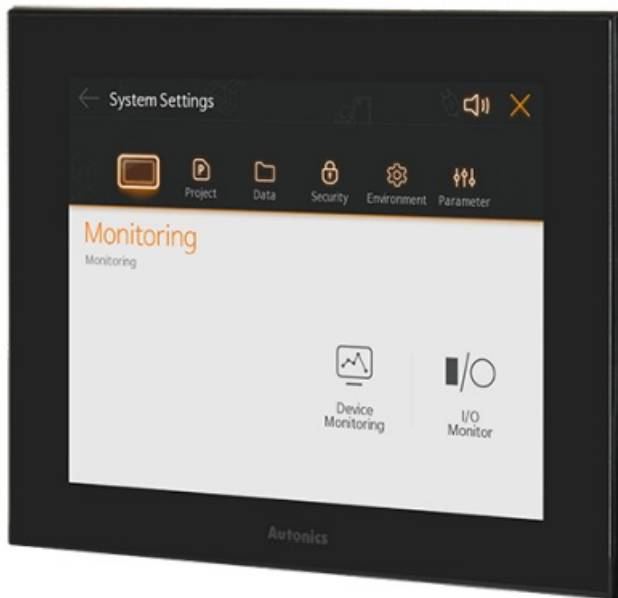 System Settings
P
Project
Data
Security
Environment
Parameter
Monitoring
Monitoring
Device
Monitoring
I/O
Monitor
Autonics